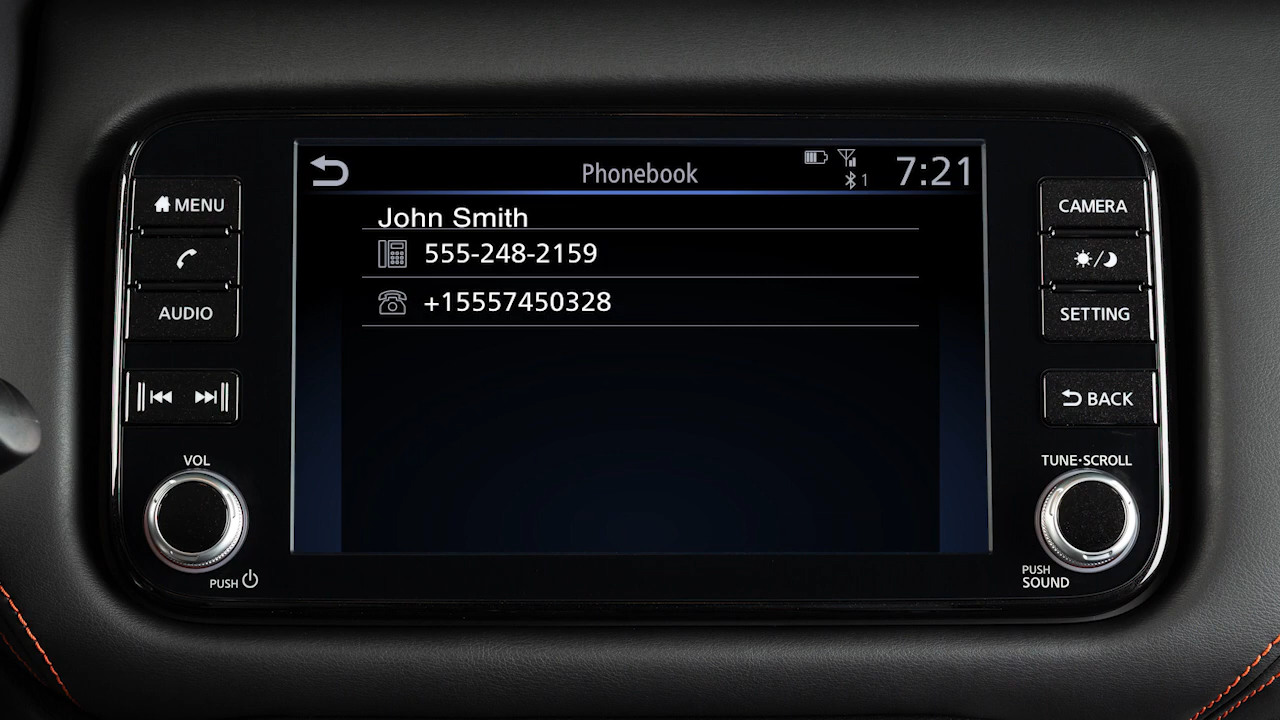 Phonebook
1
7:21
John Smith
555-248-2159
+15557450328
MENU
AUDIO
VOL
PUSH
CAMERA
SETTING
BACK
TUNE·SCROLL
PUSH
SOUND